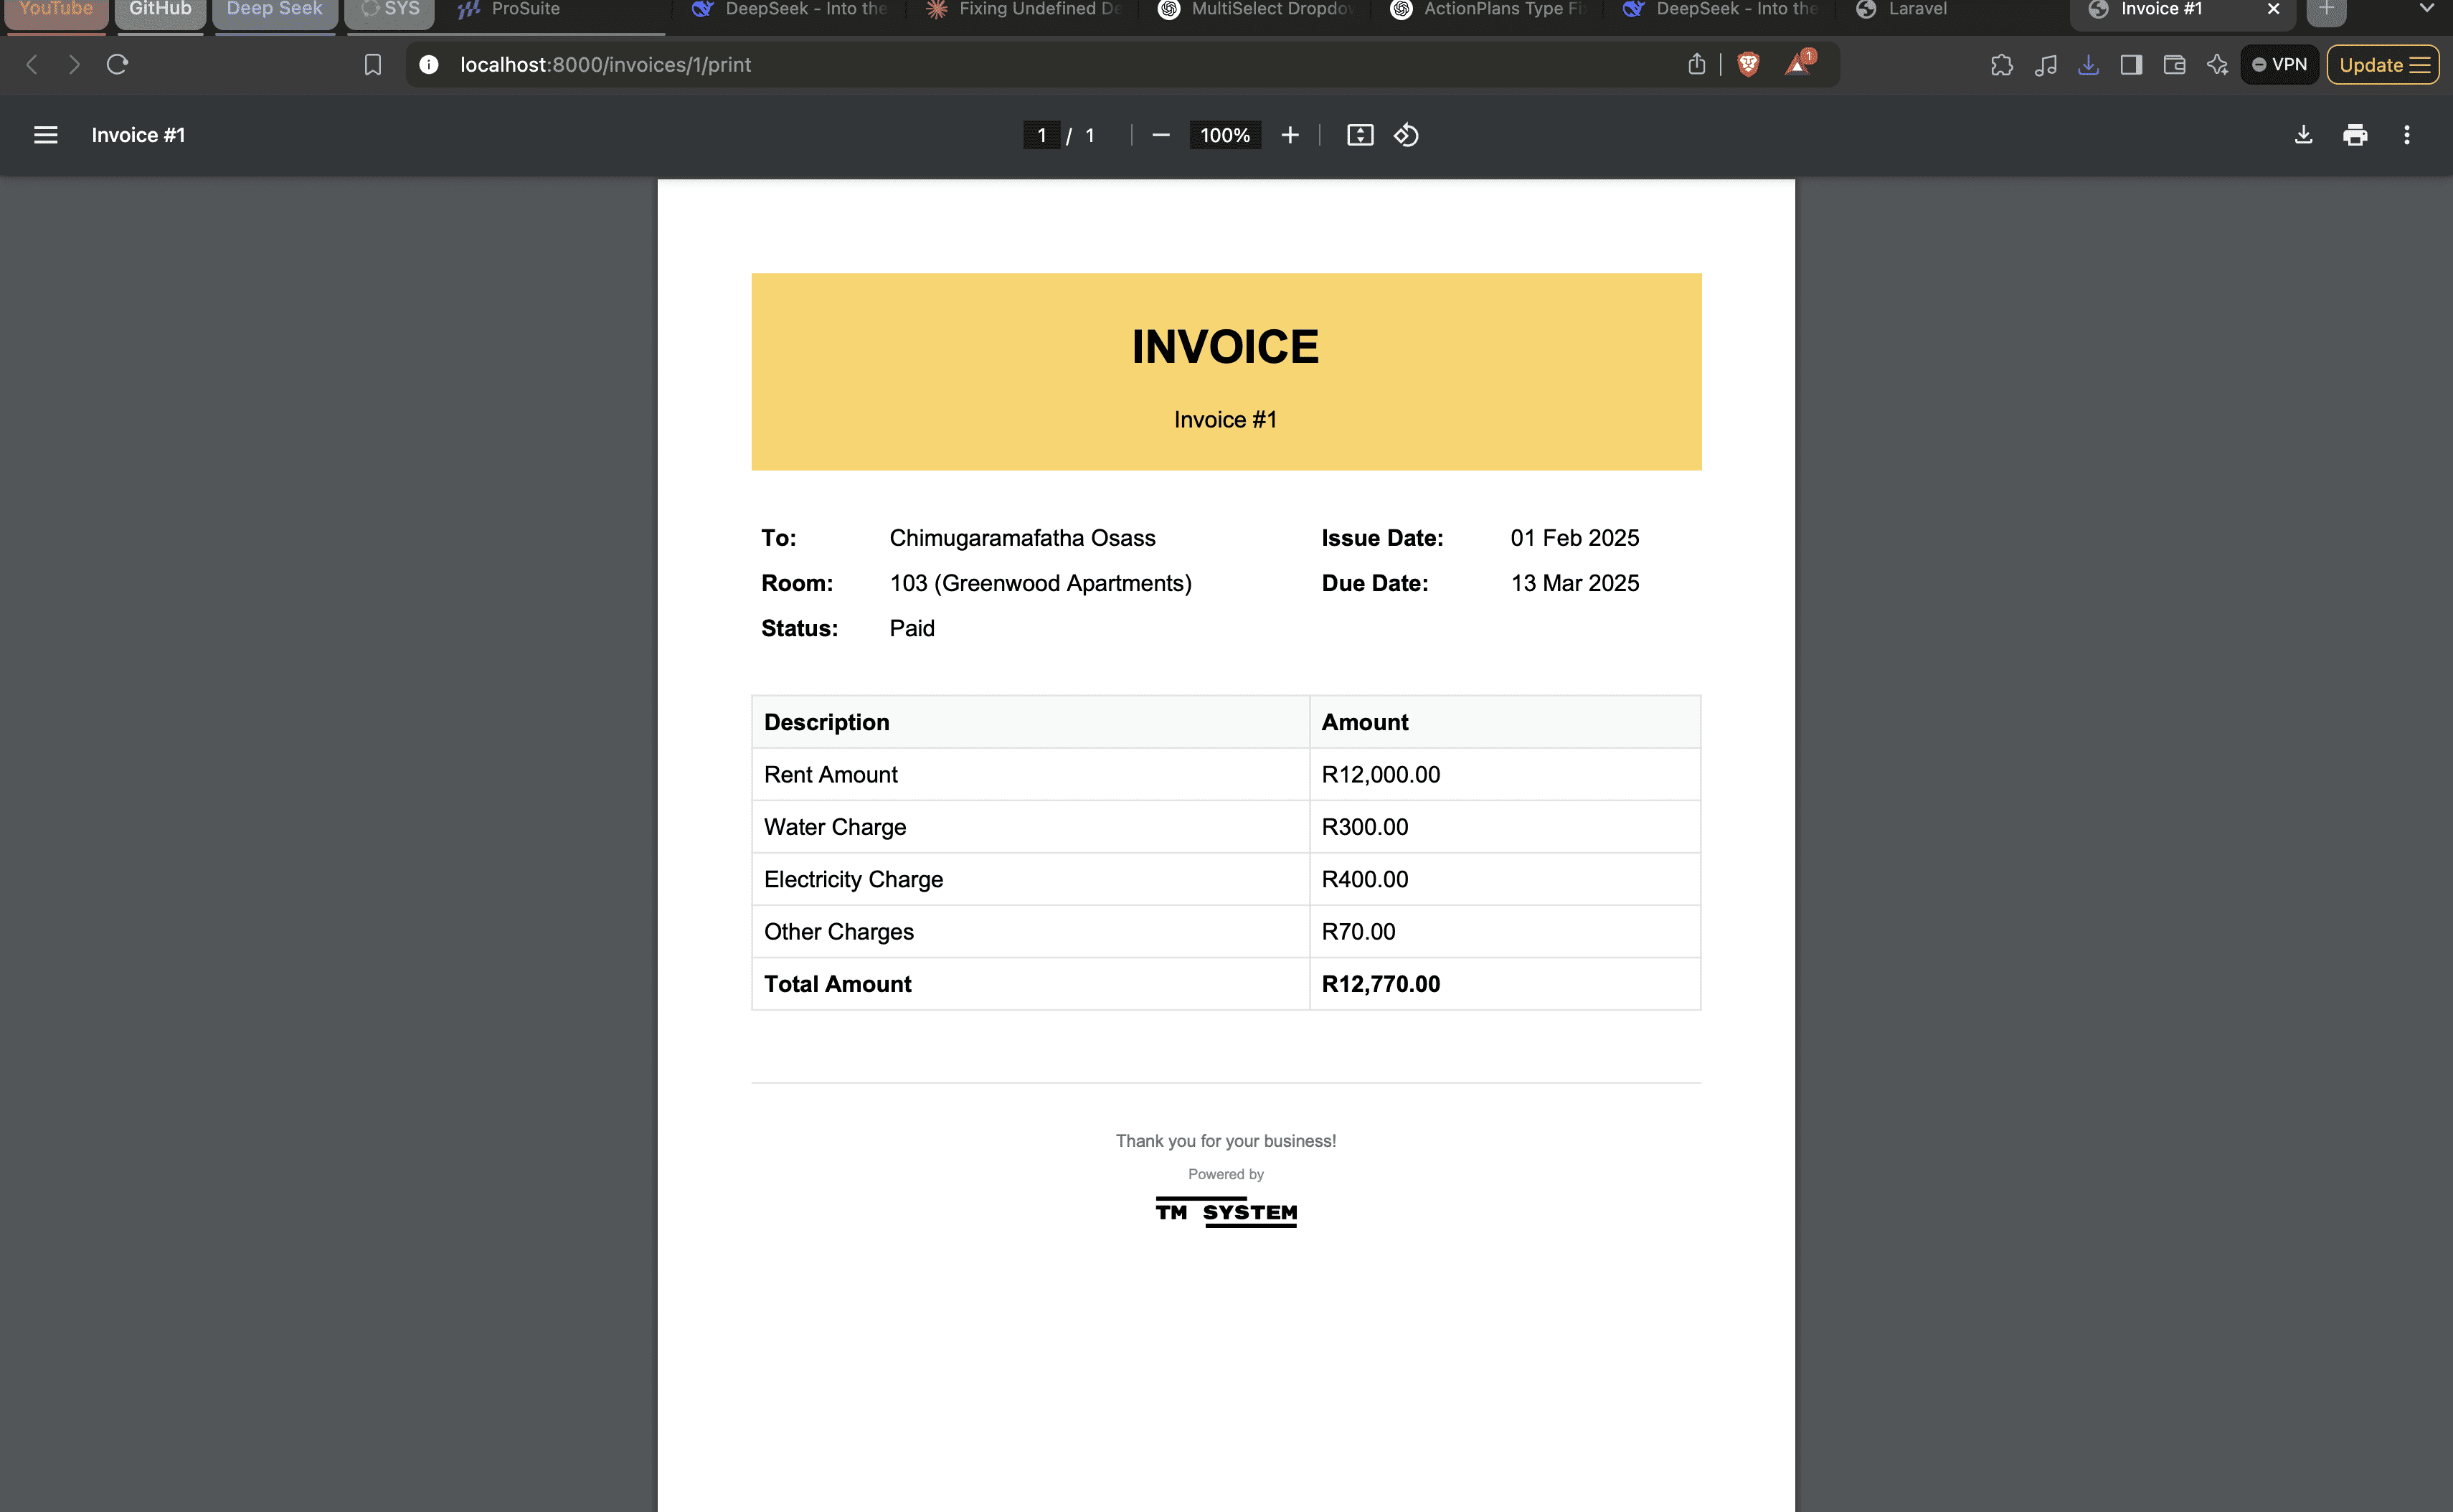 YouTube GitHub Deep Seek SYS ProSuite DeepSeek - Into the Fixing Undefined De MultiSelect Dropdov ActionPlans Type Fi DeepSeek - Into the Laravel Invoice #1
localhost:8000/invoices/1/print 1 VPN Update
Invoice #1 1 / 1 100%
INVOICE
Invoice #1
To: Chimugaramafatha Osass Issue Date: 01 Feb 2025
Room: 103 (Greenwood Apartments) Due Date: 13 Mar 2025
Status: Paid
Description Amount
Rent Amount R12,000.00
Water Charge R300.00
Electricity Charge R400.00
Other Charges R70.00
Total Amount R12,770.00
Thank you for your business!
Powered by
TM SYSTEM